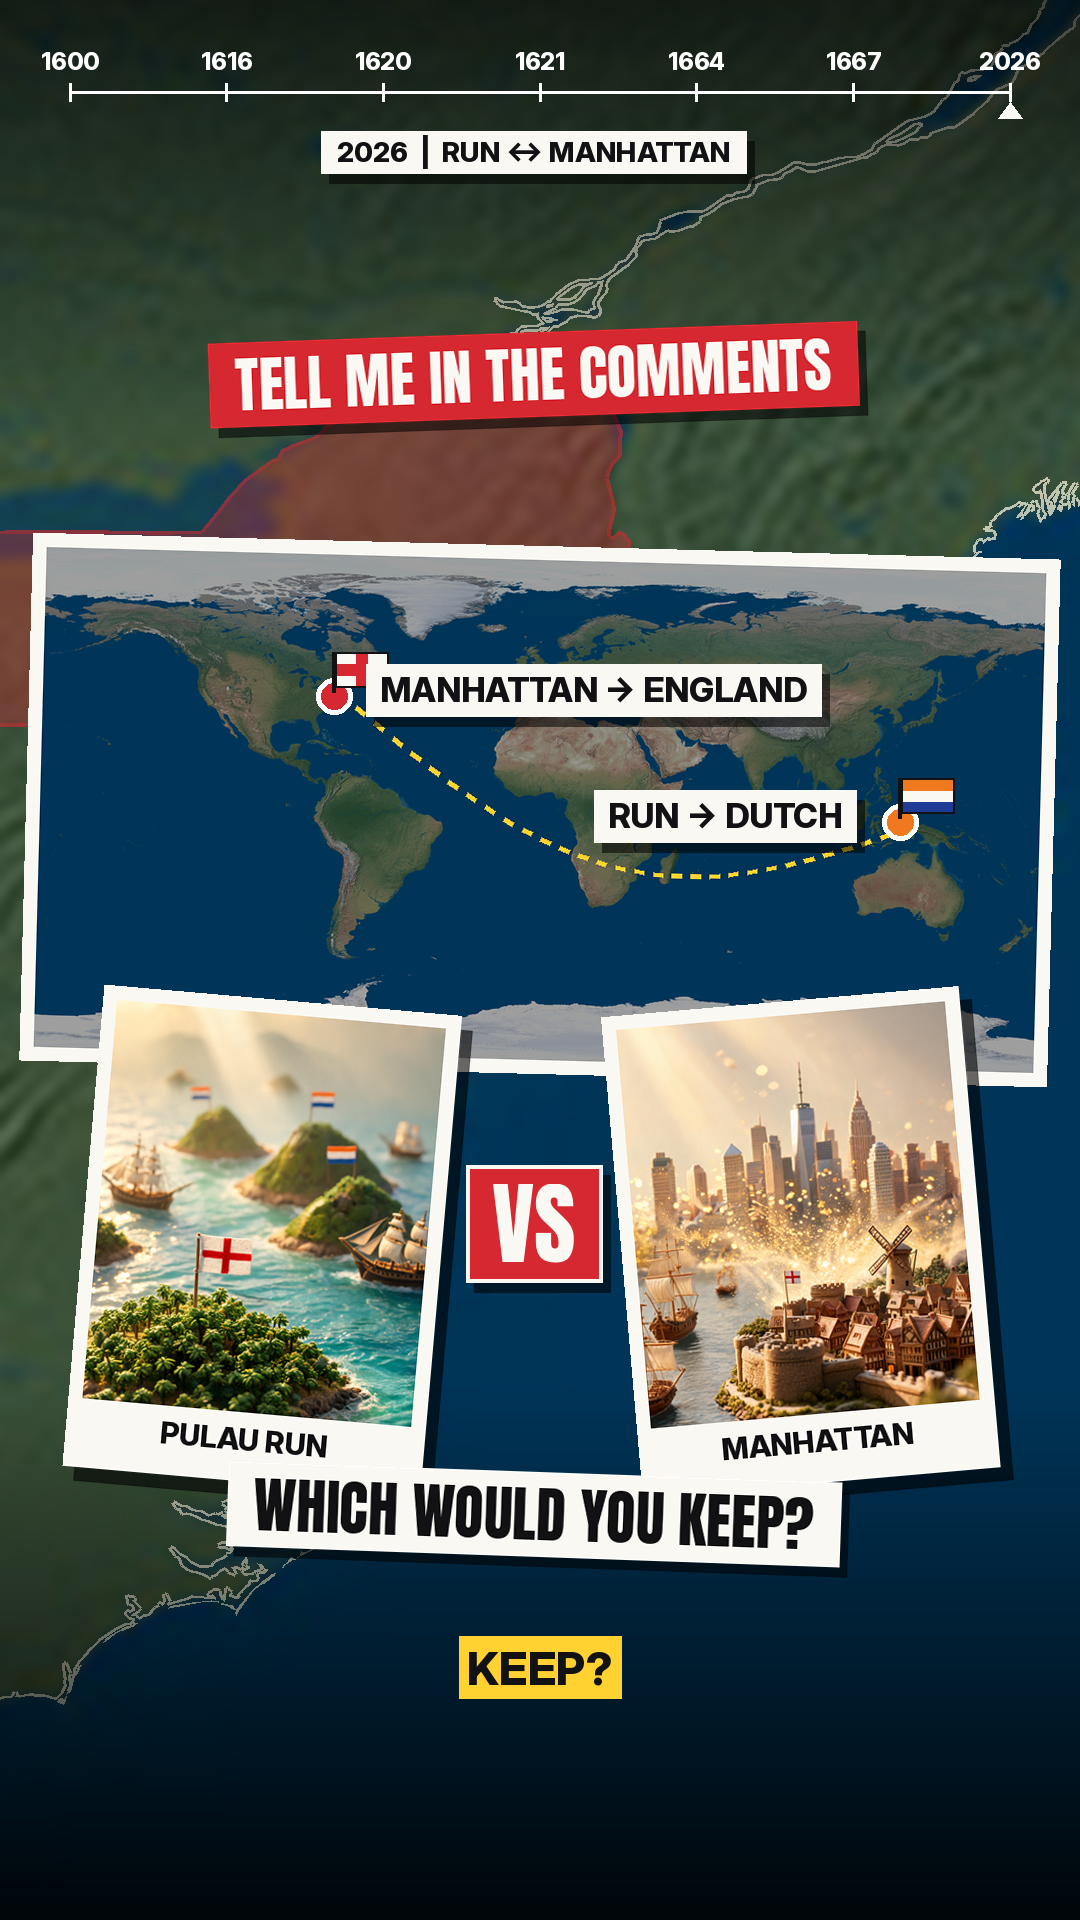 1600 1616 1620 1621 1664 1667 2026
2026 | RUN ↔ MANHATTAN
TELL ME IN THE COMMENTS
MANHATTAN → ENGLAND
RUN → DUTCH
VS
PULAU RUN
MANHATTAN
WHICH WOULD YOU KEEP?
KEEP?